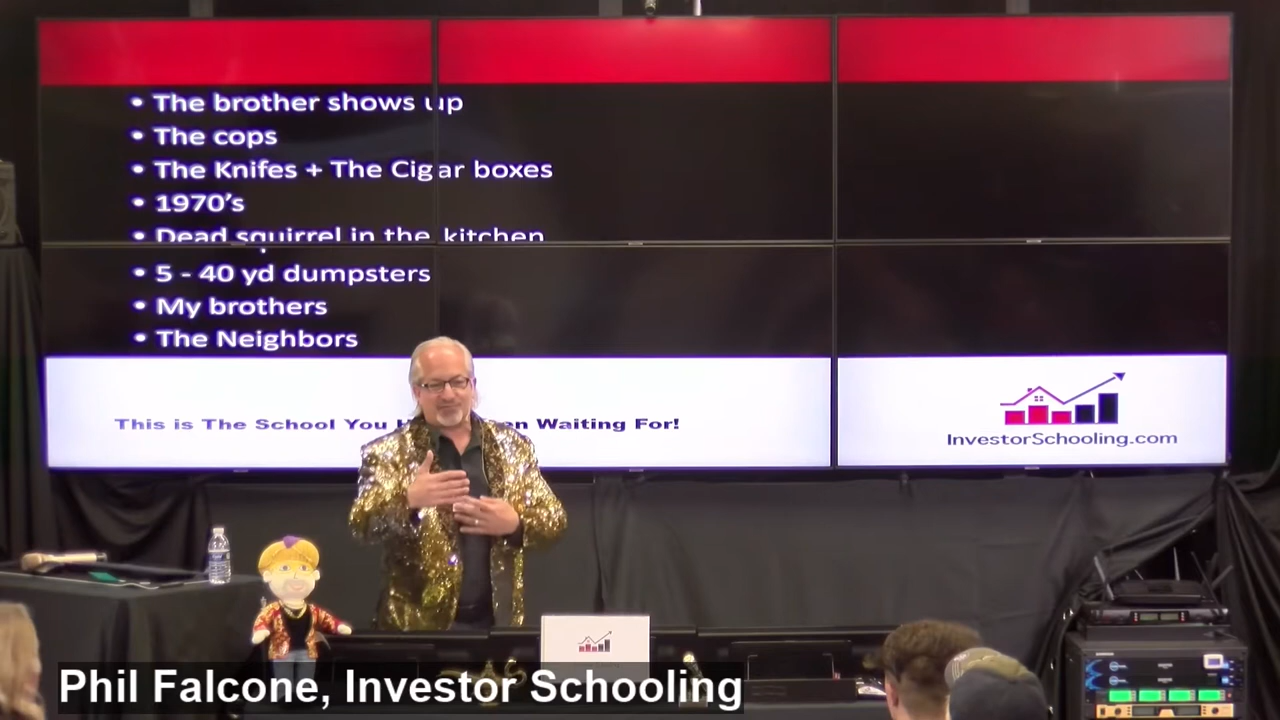 • The brother shows up
• The cops
• The Knifes + The Cigar boxes
• 1970's
• Dead squirrel in the kitchen
• 5 - 40 yd dumpsters
• My brothers
• The Neighbors
This is The School You H en Waiting For!
InvestorSchooling.com
Phil Falcone, Investor Schooling